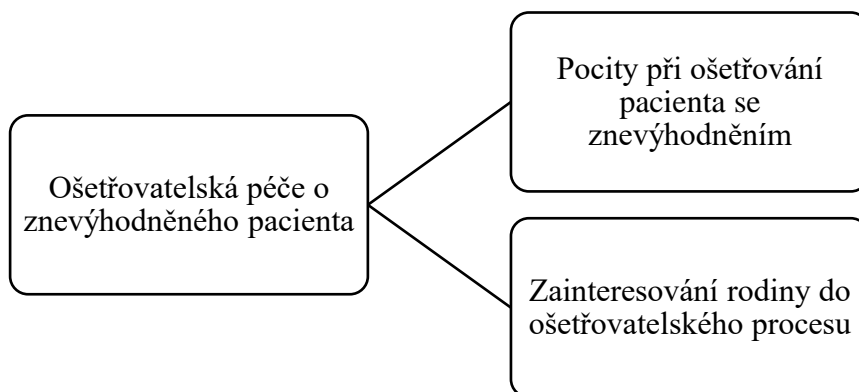 Ošetřovatelská péče o
znevýhodněného pacienta
Pocity při ošetřování
pacienta se
znevýhodněním
Zainteresování rodiny do
ošetřovatelského procesu